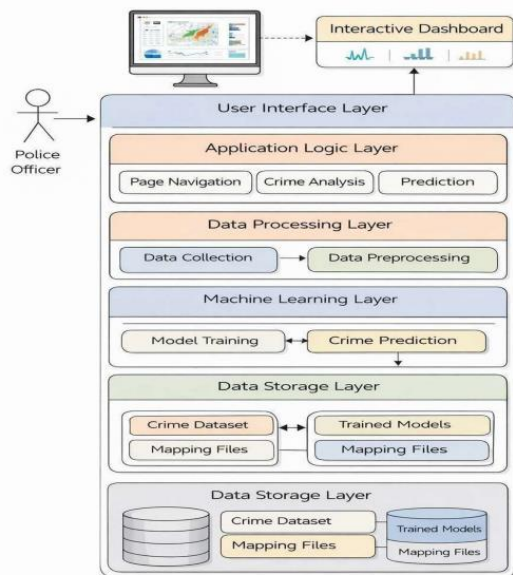 Interactive Dashboard
User Interface Layer
Police
Officer
Application Logic Layer
Page Navigation
Crime Analysis
Prediction
Data Processing Layer
Data Collection
Data Preprocessing
Machine Learning Layer
Model Training
Crime Prediction
Data Storage Layer
Crime Dataset
Trained Models
Mapping Files
Mapping Files
Data Storage Layer
Crime Dataset
Trained Models
Mapping Files
Mapping Files